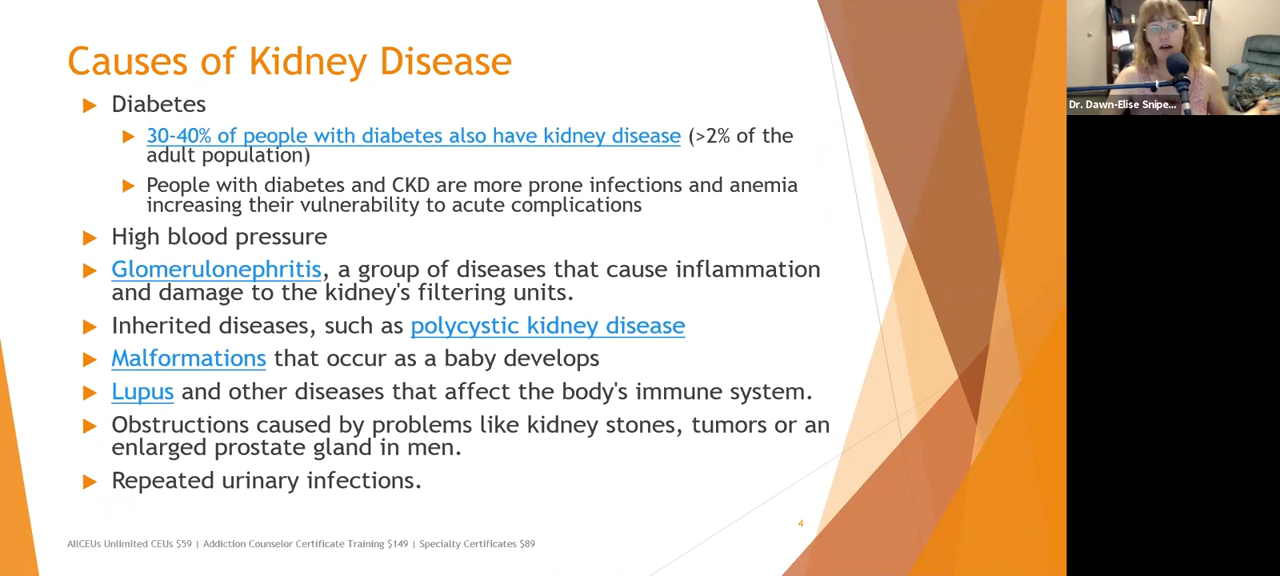 Causes of Kidney Disease
Diabetes
30-40% of people with diabetes also have kidney disease (>2% of the
adult population)
People with diabetes and CKD are more prone infections and anemia
increasing their vulnerability to acute complications
High blood pressure
Glomerulonephritis, a group of diseases that cause inflammation
and damage to the kidney's filtering units.
Inherited diseases, such as polycystic kidney disease
Malformations that occur as a baby develops
Lupus and other diseases that affect the body's immune system.
Obstructions caused by problems like kidney stones, tumors or an
enlarged prostate gland in men.
Repeated urinary infections.
4
AllCEUs Unlimited CEUs $59 | Addiction Counselor Certificate Training $149 | Specialty Certificates $89
Dr. Dawn-Elise Snipe...